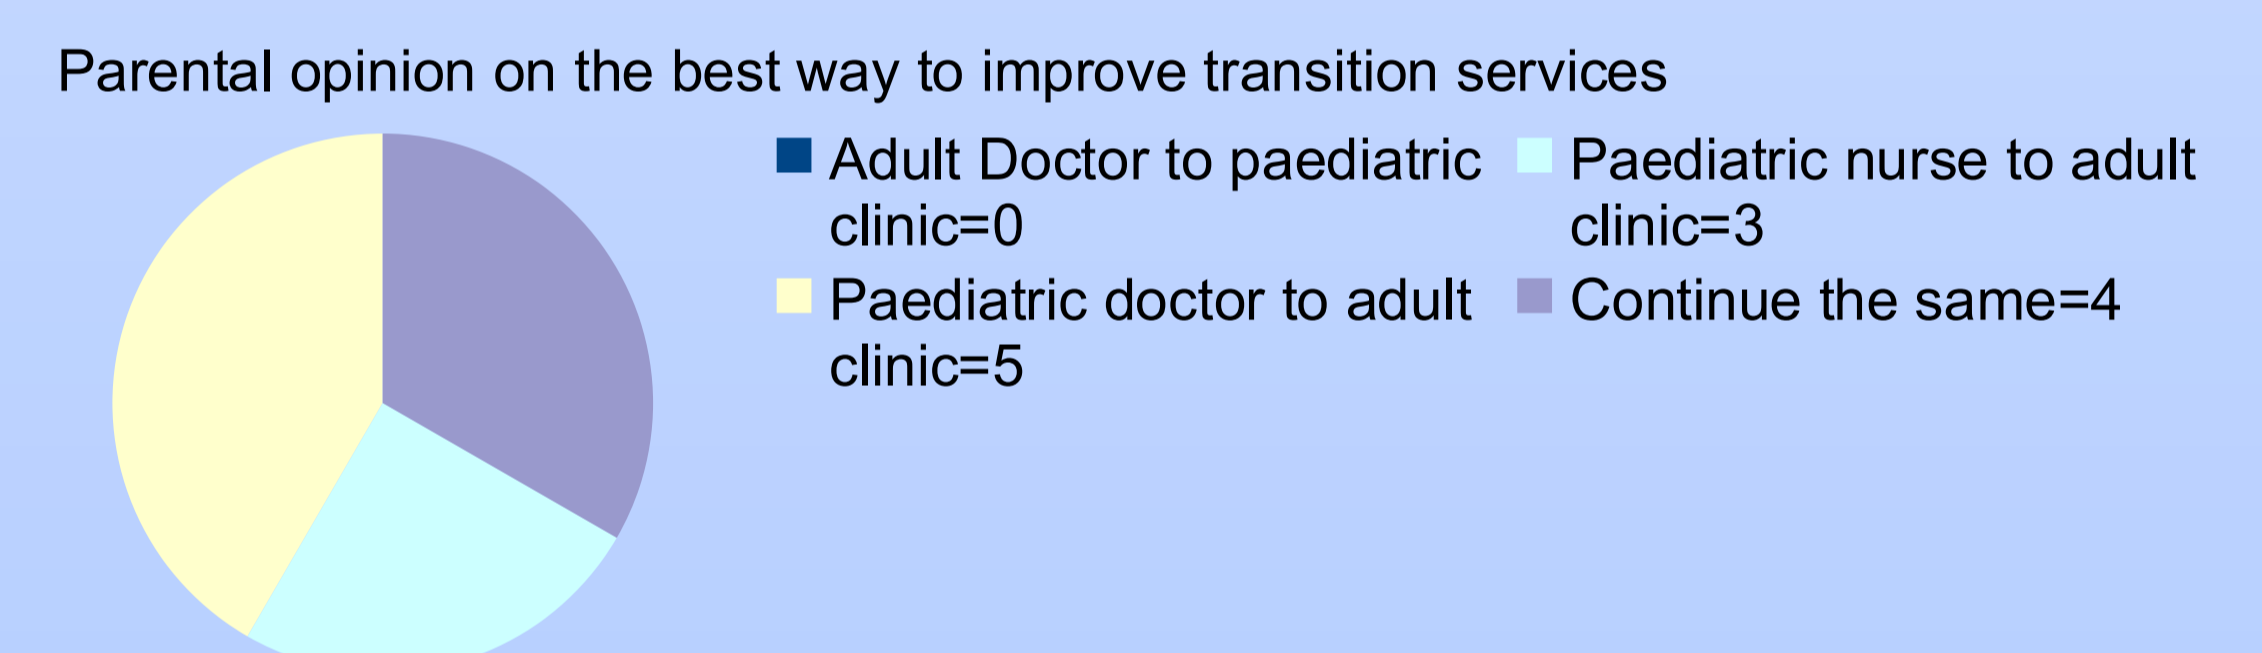 Parental opinion on the best way to improve transition services
Adult Doctor to paediatric
clinic=0
Paediatric nurse to adult
clinic=3
Paediatric doctor to adult
clinic=5
Continue the same=4